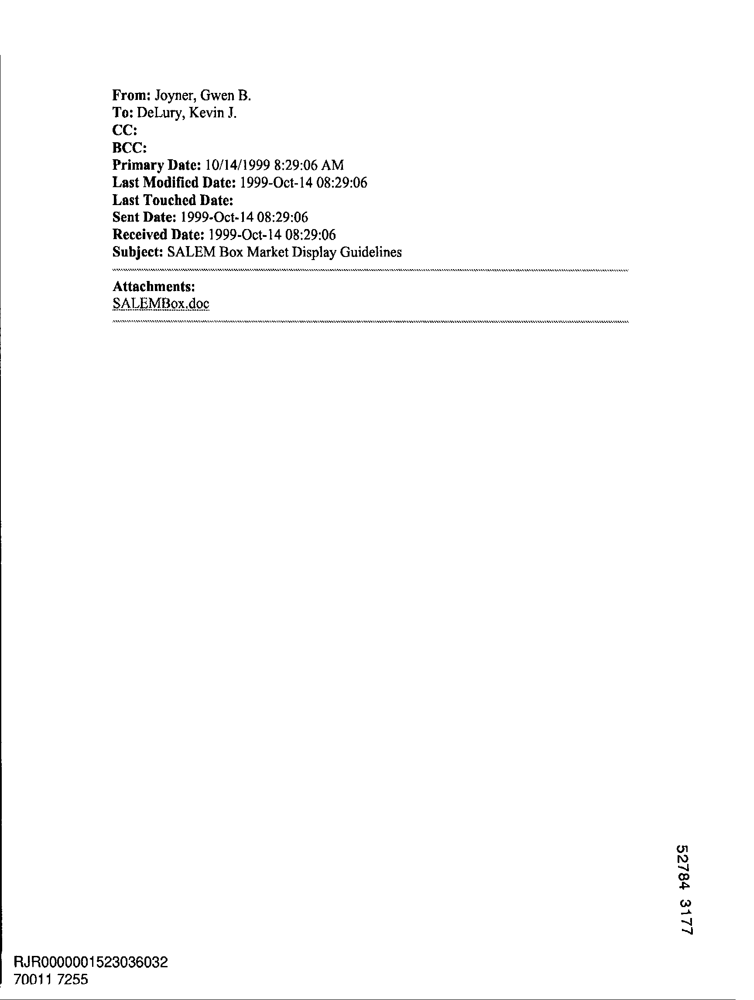 From: Joyner, Gwen B.
To: DeLury, Kevin J.
CC:
BCC:
Primary Date: 10/14/1999 8:29:06 AM
Last Modified Date: 1999-Oct-14 08:29:06
Last Touched Date:
Sent Date: 1999-Oct-14 08:29:06
Received Date: 1999-Oct-14 08:29:06
Subject: SALEM Box Market Display Guidelines
Attachments:
SALEMBox.doc
52784 3177
RJR0000001523036032
70011 7255